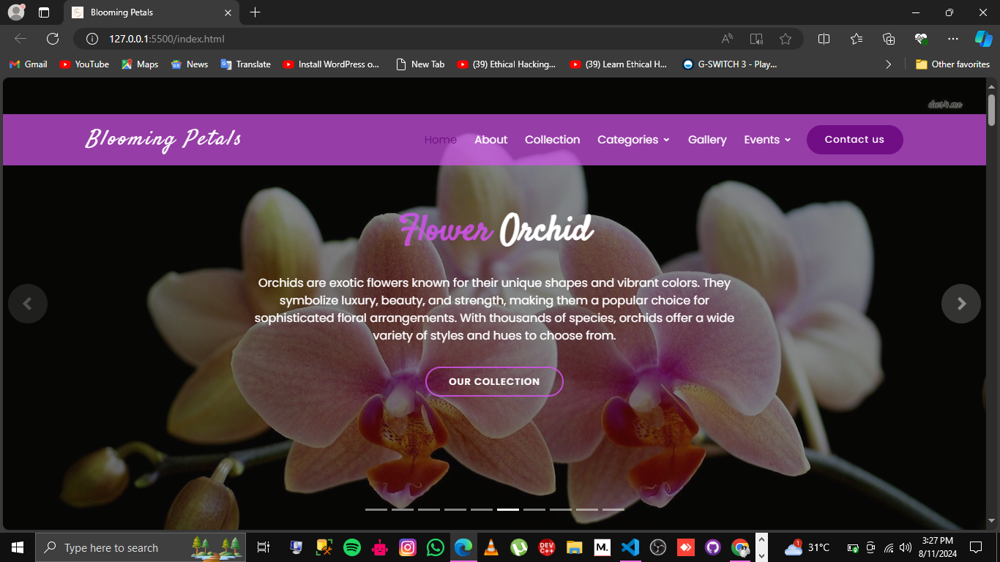 Blooming Petals
127.0.0.1:5500/index.html
Gmail YouTube Maps News Translate Install WordPress o... New Tab (39) Ethical Hacking... (39) Learn Ethical H... G-SWITCH 3 - Play... Other favorites
Blooming Petals Home About Collection Categories Gallery Events Contact us
Flower Orchid
Orchids are exotic flowers known for their unique shapes and vibrant colors. They
symbolize luxury, beauty, and strength, making them a popular choice for
sophisticated floral arrangements. With thousands of species, orchids offer a wide
variety of styles and hues to choose from.
OUR COLLECTION
Type here to search
DEV
C++
M.
1
31°C
3:27 PM
8/11/2024